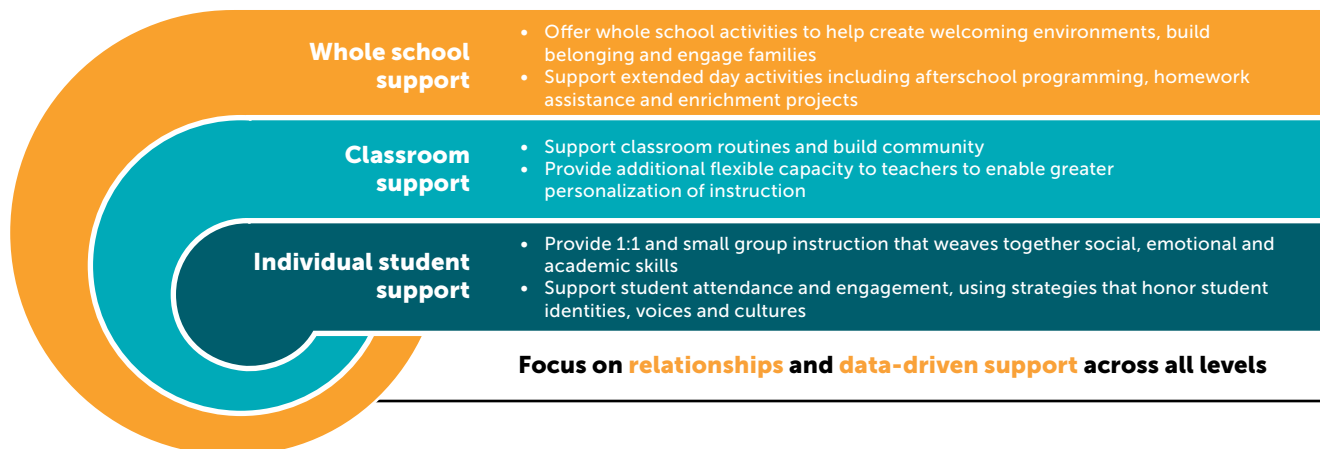 Whole school
support
• Offer whole school activities to help create welcoming environments, build
belonging and engage families
• Support extended day activities including afterschool programming, homework
assistance and enrichment projects
Classroom
support
• Support classroom routines and build community
• Provide additional flexible capacity to teachers to enable greater
personalization of instruction
Individual student
support
• Provide 1:1 and small group instruction that weaves together social, emotional and
academic skills
• Support student attendance and engagement, using strategies that honor student
identities, voices and cultures
Focus on relationships and data-driven support across all levels